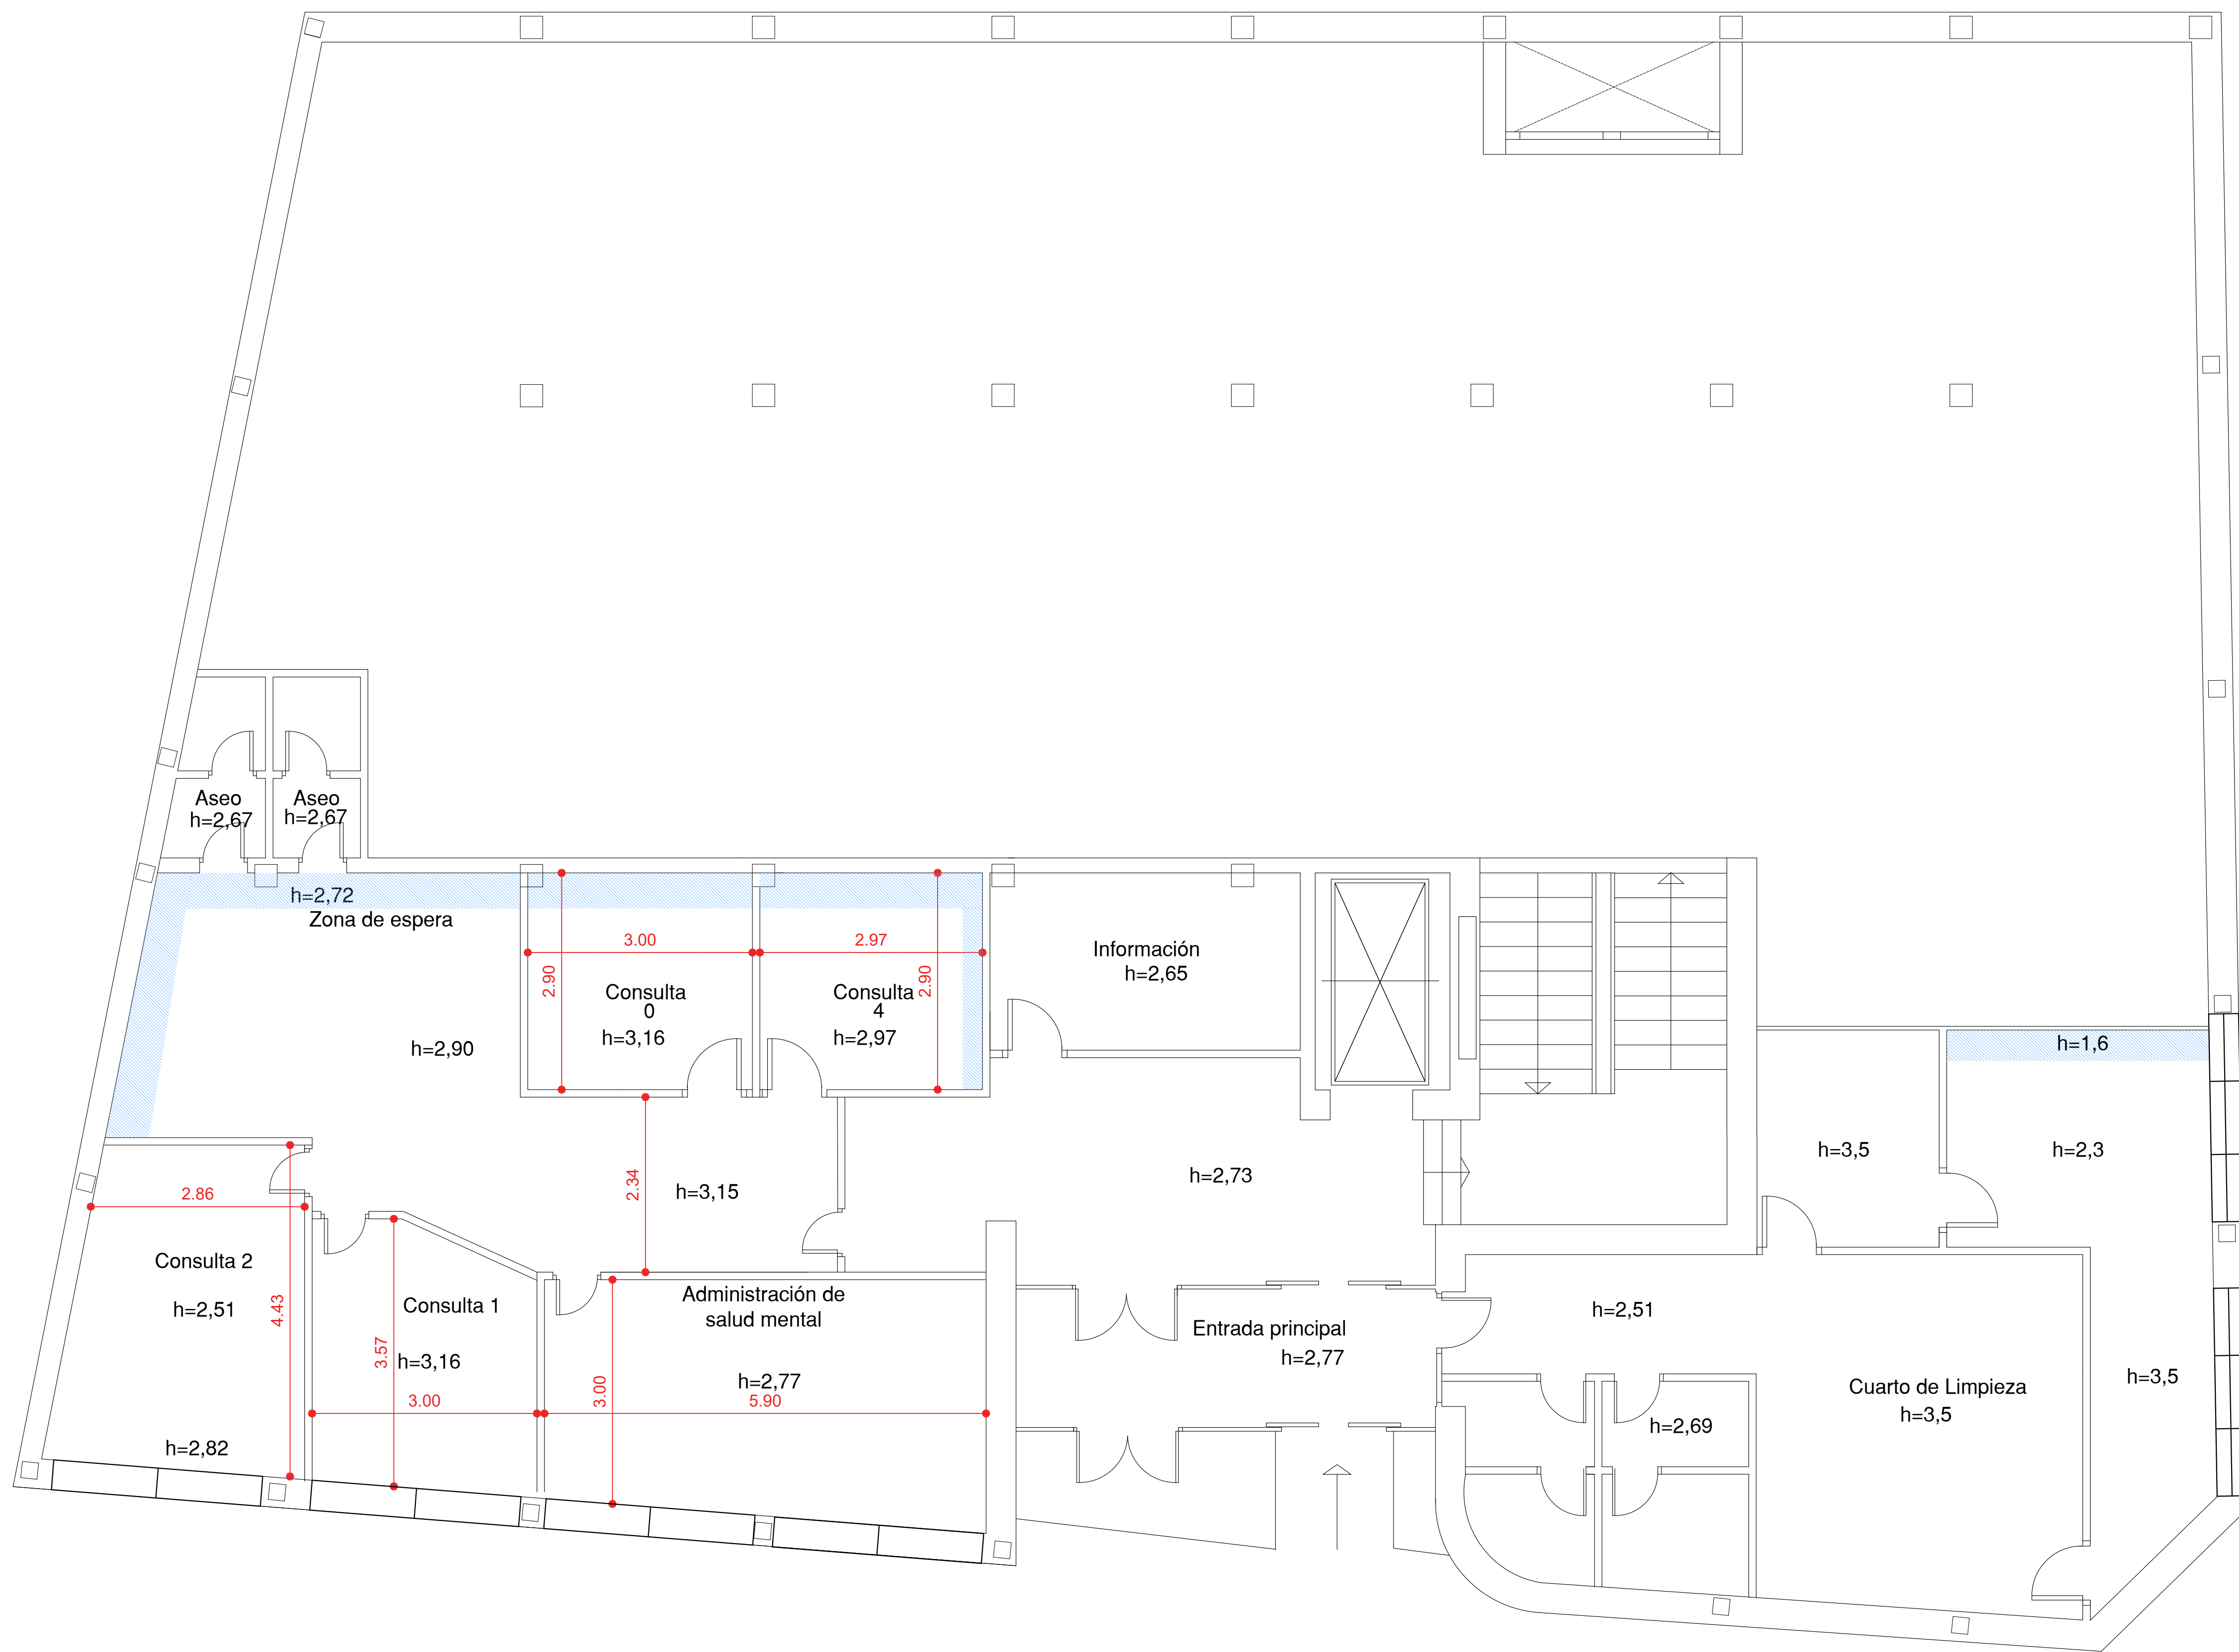 Aseo
h=2,67
Aseo
h=2,67
h=2,72
Zona de espera
h=2,90
2.90
3.00
Consulta
0
h=3,16
2.97
2.90
Consulta
4
h=2,97
Información
h=2,65
h=1,6
h=2,3
h=3,5
2.34
h=3,15
h=2,73
2.86
Consulta 2
h=2,51
4.43
h=2,82
Consulta 1
3.57
h=3,16
3.00
Administración de
salud mental
h=2,77
3.00
5.90
Entrada principal
h=2,77
h=2,51
h=2,69
Cuarto de Limpieza
h=3,5
h=3,5